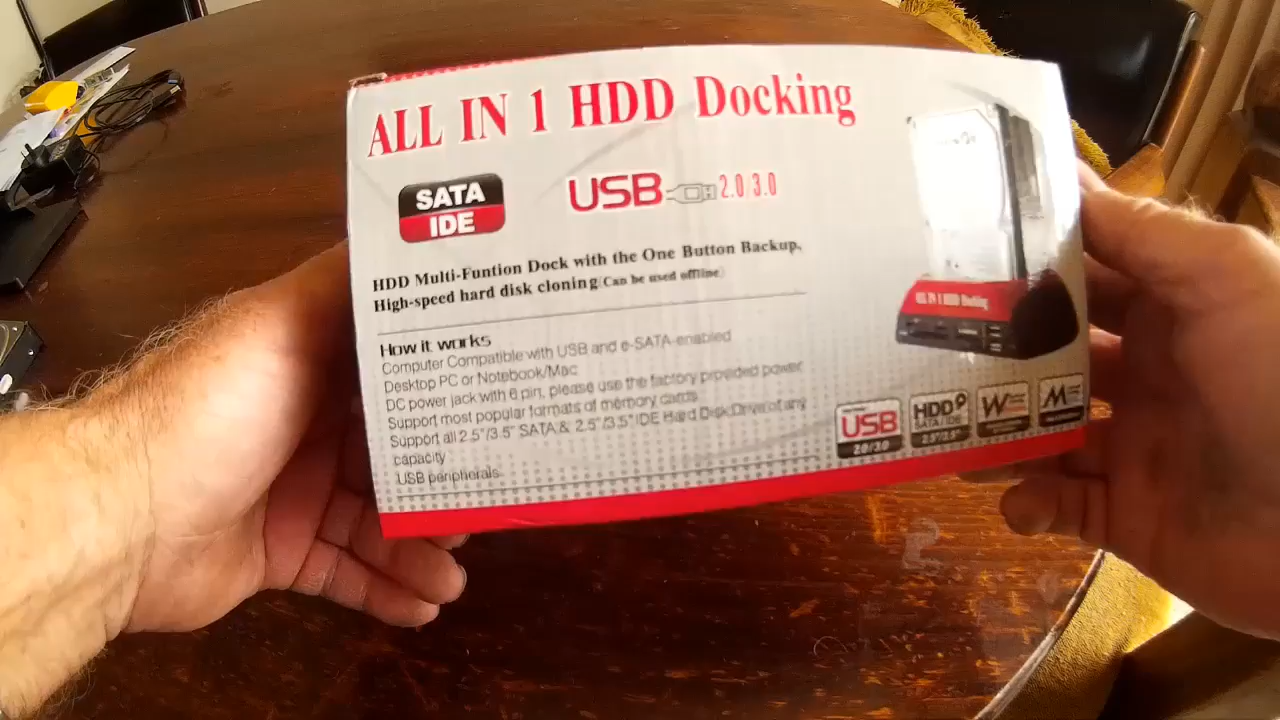 ALL IN 1 HDD Docking
SATA
IDE
USB 2.0/3.0
HDD Multi-Funtion Dock with the One Button Backup,
High-speed hard disk cloning(Can be used offline)
How it works
Computer Compatible with USB and e-SATA-enabled
Desktop PC or Notebook/Mac
DC power jack with 6 pin, please use the factory provided power
Support most popular formats of memory cards
Support all 2.5"/3.5" SATA & 2.5"/3.5" IDE Hard Disk Drive of any
capacity
USB peripherals
ALL IN 1 HDD Docking
USB
2.0/3.0
HDD
SATA/IDE
2.5"/3.5"
W
M